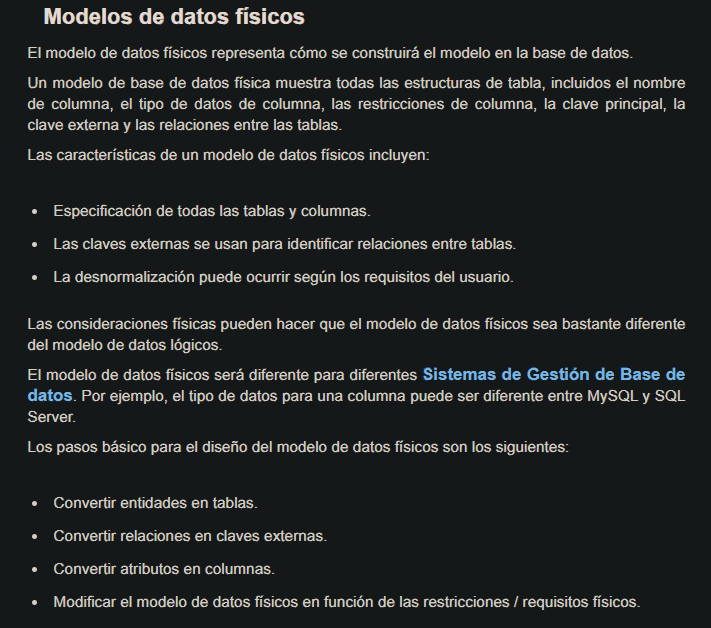 Modelos de datos físicos
El modelo de datos físicos representa cómo se construirá el modelo en la base de datos.
Un modelo de base de datos física muestra todas las estructuras de tabla, incluidos el nombre
de columna, el tipo de datos de columna, las restricciones de columna, la clave principal, la
clave externa y las relaciones entre las tablas.
Las características de un modelo de datos físicos incluyen:
• Especificación de todas las tablas y columnas.
• Las claves externas se usan para identificar relaciones entre tablas.
• La desnormalización puede ocurrir según los requisitos del usuario.
Las consideraciones físicas pueden hacer que el modelo de datos físicos sea bastante diferente
del modelo de datos lógicos.
El modelo de datos físicos será diferente para diferentes Sistemas de Gestión de Base de
datos. Por ejemplo, el tipo de datos para una columna puede ser diferente entre MySQL y SQL
Server.
Los pasos básico para el diseño del modelo de datos físicos son los siguientes:
• Convertir entidades en tablas.
• Convertir relaciones en claves externas.
• Convertir atributos en columnas.
• Modificar el modelo de datos físicos en función de las restricciones / requisitos físicos.